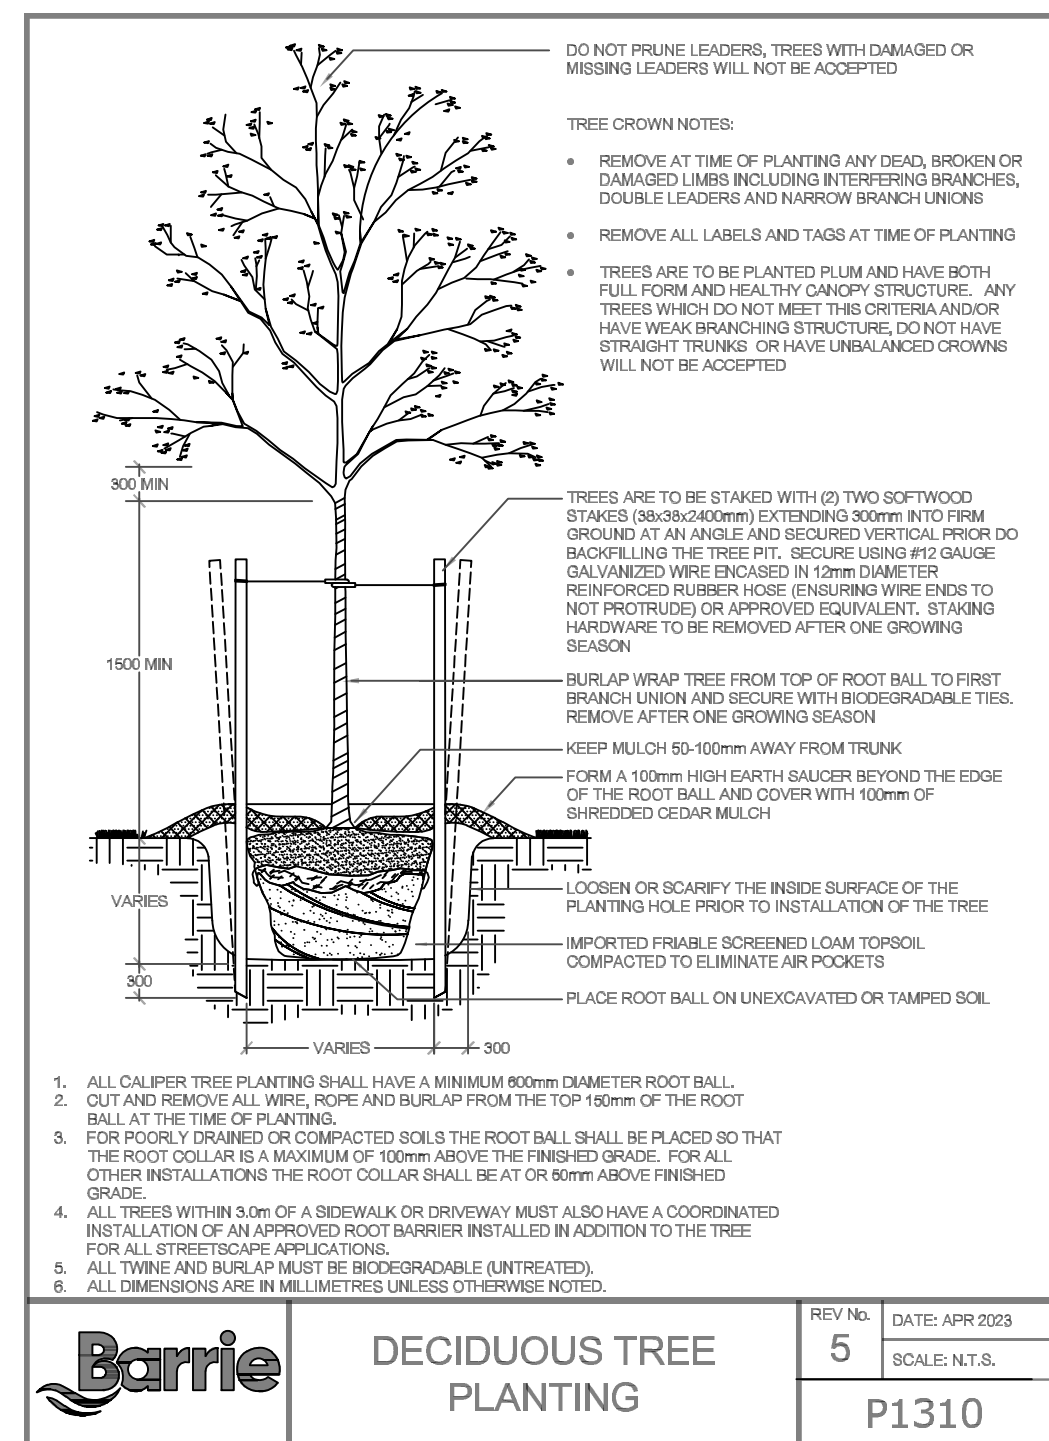 DO NOT PRUNE LEADERS, TREES WITH DAMAGED OR
MISSING LEADERS WILL NOT BE ACCEPTED
TREE CROWN NOTES:
• REMOVE AT TIME OF PLANTING ANY DEAD, BROKEN OR
DAMAGED LIMBS INCLUDING INTERFERING BRANCHES,
DOUBLE LEADERS AND NARROW BRANCH UNIONS
• REMOVE ALL LABELS AND TAGS AT TIME OF PLANTING
• TREES ARE TO BE PLANTED PLUM AND HAVE BOTH
FULL FORM AND HEALTHY CANOPY STRUCTURE. ANY
TREES WHICH DO NOT MEET THIS CRITERIA AND/OR
HAVE WEAK BRANCHING STRUCTURE, DO NOT HAVE
STRAIGHT TRUNKS OR HAVE UNBALANCED CROWNS
WILL NOT BE ACCEPTED
300 MIN
TREES ARE TO BE STAKED WITH (2) TWO SOFTWOOD
STAKES (38x38x2400mm) EXTENDING 300mm INTO FIRM
GROUND AT AN ANGLE AND SECURED VERTICAL PRIOR DO
BACKFILLING THE TREE PIT. SECURE USING #12 GAUGE
GALVANIZED WIRE ENCASED IN 12mm DIAMETER
REINFORCED RUBBER HOSE (ENSURING WIRE ENDS TO
NOT PROTRUDE) OR APPROVED EQUIVALENT. STAKING
HARDWARE TO BE REMOVED AFTER ONE GROWING
SEASON
1500 MIN
BURLAP WRAP TREE FROM TOP OF ROOT BALL TO FIRST
BRANCH UNION AND SECURE WITH BIODEGRADABLE TIES.
REMOVE AFTER ONE GROWING SEASON
KEEP MULCH 50-100mm AWAY FROM TRUNK
FORM A 100mm HIGH EARTH SAUCER BEYOND THE EDGE
OF THE ROOT BALL AND COVER WITH 100mm OF
SHREDDED CEDAR MULCH
VARIES
LOOSEN OR SCARIFY THE INSIDE SURFACE OF THE
PLANTING HOLE PRIOR TO INSTALLATION OF THE TREE
IMPORTED FRIABLE SCREENED LOAM TOPSOIL
COMPACTED TO ELIMINATE AIR POCKETS
300
PLACE ROOT BALL ON UNEXCAVATED OR TAMPED SOIL
VARIES
300
1. ALL CALIPER TREE PLANTING SHALL HAVE A MINIMUM 600mm DIAMETER ROOT BALL.
2. CUT AND REMOVE ALL WIRE, ROPE AND BURLAP FROM THE TOP 150mm OF THE ROOT
BALL AT THE TIME OF PLANTING.
3. FOR POORLY DRAINED OR COMPACTED SOILS THE ROOT BALL SHALL BE PLACED SO THAT
THE ROOT COLLAR IS A MAXIMUM OF 100mm ABOVE THE FINISHED GRADE. FOR ALL
OTHER INSTALLATIONS THE ROOT COLLAR SHALL BE AT OR 50mm ABOVE FINISHED
GRADE.
4. ALL TREES WITHIN 3.0m OF A SIDEWALK OR DRIVEWAY MUST ALSO HAVE A COORDINATED
INSTALLATION OF AN APPROVED ROOT BARRIER INSTALLED IN ADDITION TO THE TREE
FOR ALL STREETSCAPE APPLICATIONS.
5. ALL TWINE AND BURLAP MUST BE BIODEGRADABLE (UNTREATED).
6. ALL DIMENSIONS ARE IN MILLIMETRES UNLESS OTHERWISE NOTED.
Barrie
DECIDUOUS TREE
PLANTING
REV No.
5
DATE: APR 2023
SCALE: N.T.S.
P1310